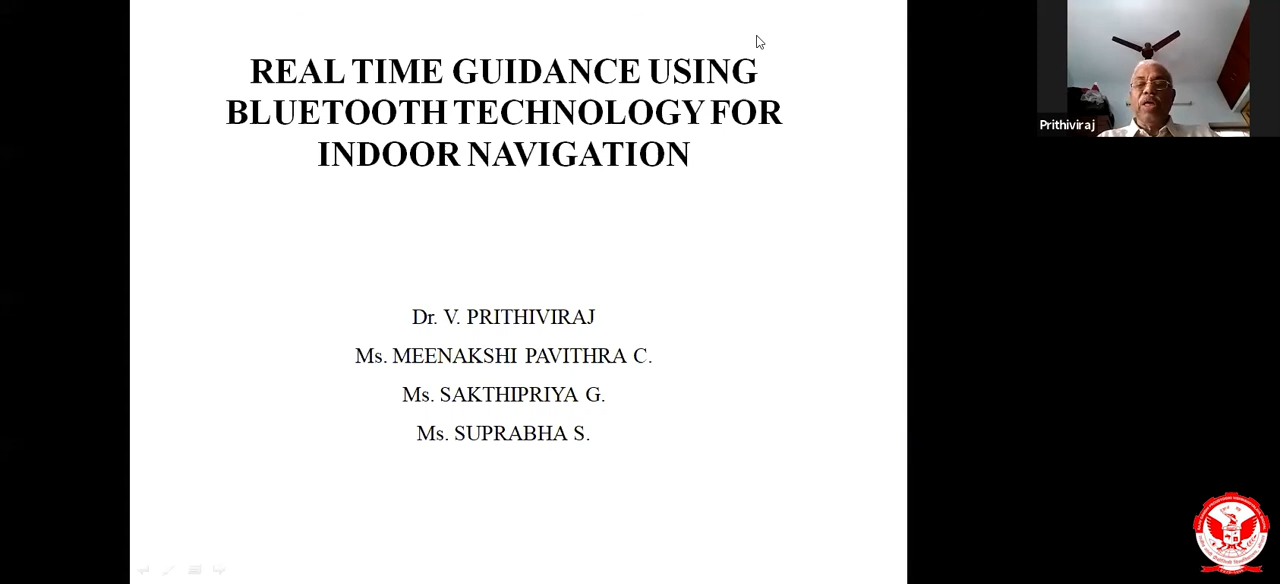 REAL TIME GUIDANCE USING
BLUETOOTH TECHNOLOGY FOR
INDOOR NAVIGATION
Prithiviraj
Dr. V. PRITHIVIRAJ
Ms. MEENAKSHI PAVITHRA C.
Ms. SAKTHIPRIYA G.
Ms. SUPRABHA S.